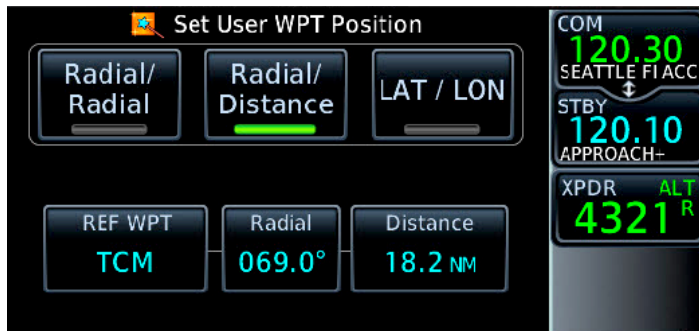 Set User WPT Position
Radial/
Radial
Radial/
Distance
LAT / LON
REF WPT
TCM
Radial
069.0°
Distance
18.2 NM
COM
120.30
SEATTLE FI ACC
STBY
120.10
APPROACH+
XPDR ALT
4321 R